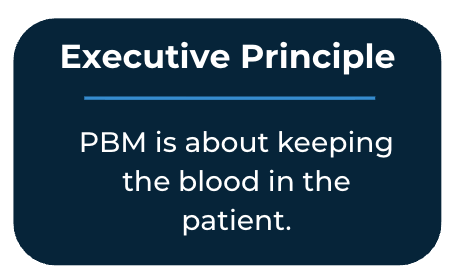 Executive Principle
PBM is about keeping
the blood in the
patient.